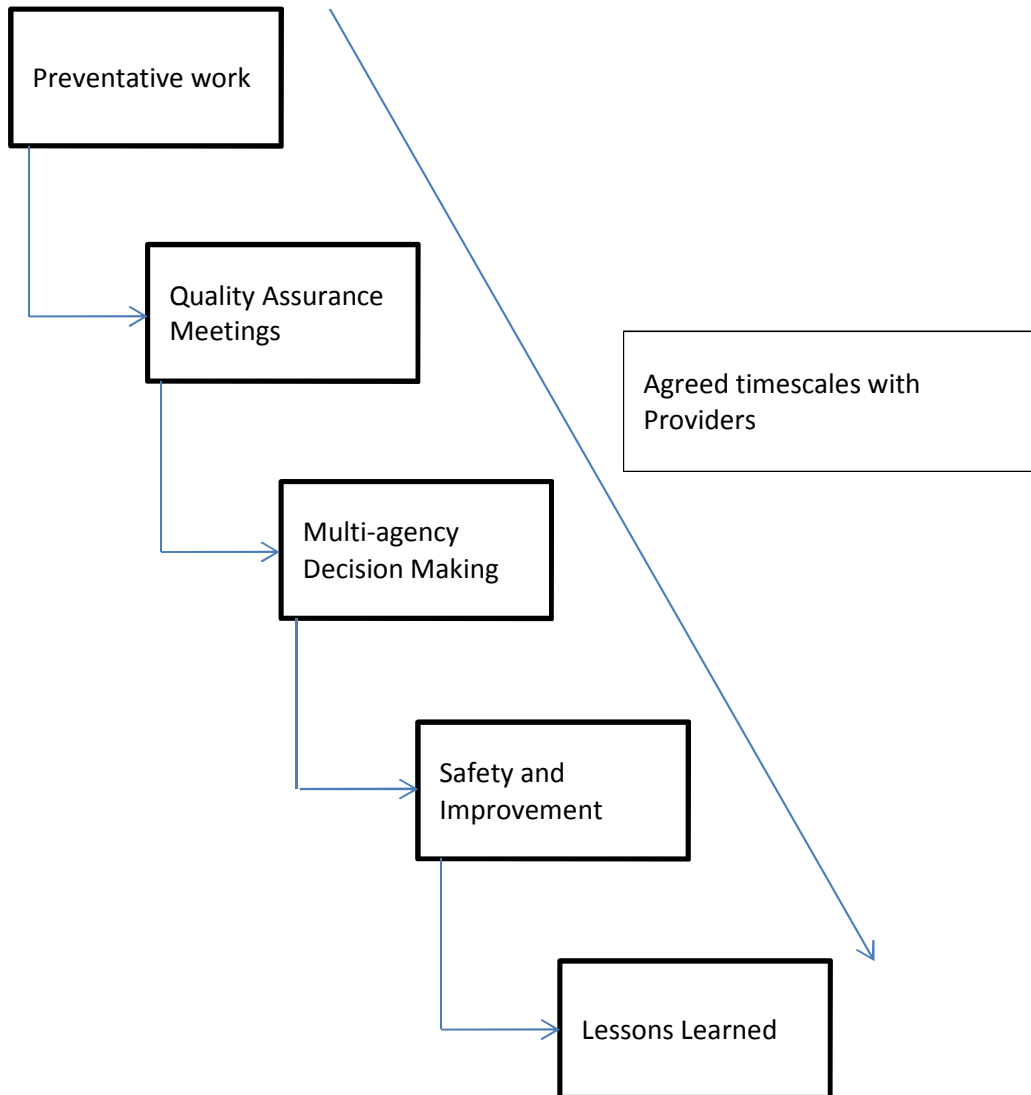 Preventative work
Quality Assurance
Meetings
Agreed timescales with
Providers
Multi-agency
Decision Making
Safety and
Improvement
Lessons Learned